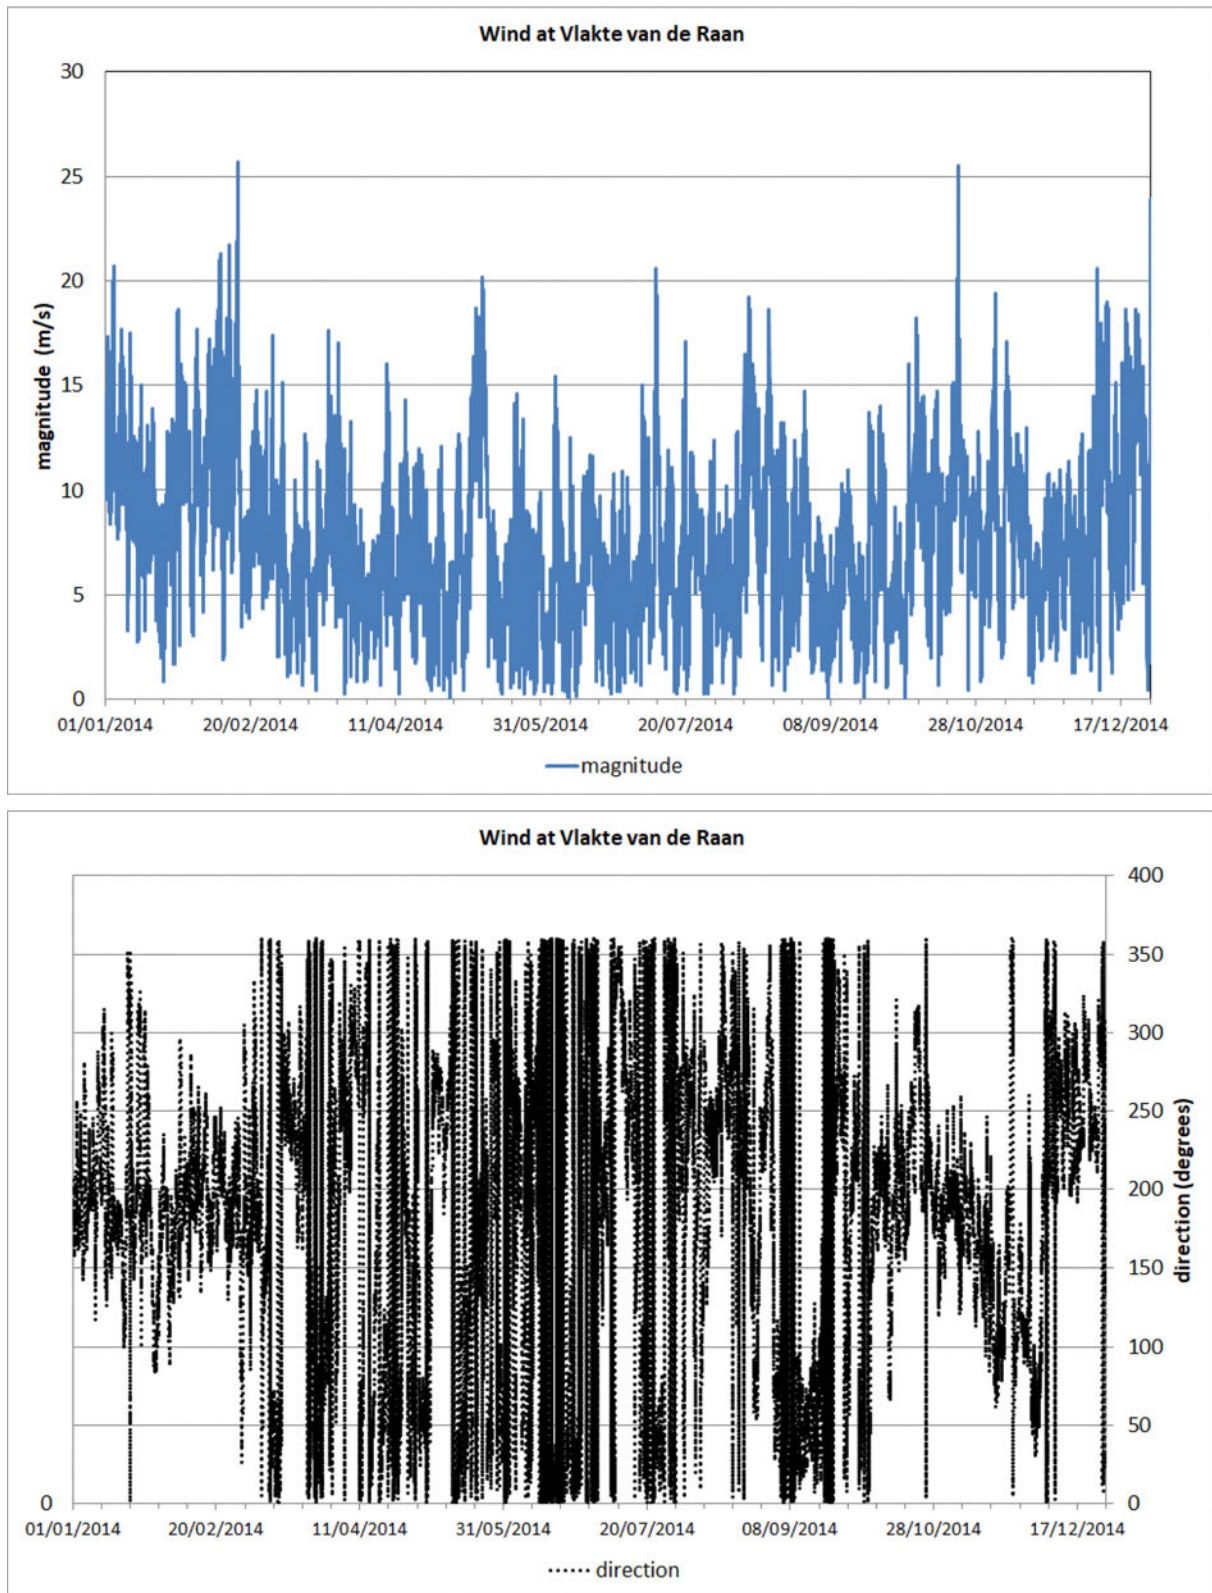 Wind at Vlakte van de Raan
30
25
20
15
10
5
0
magnitude (m/s)
01/01/2014 20/02/2014 11/04/2014 31/05/2014 20/07/2014 08/09/2014 28/10/2014 17/12/2014
magnitude
Wind at Vlakte van de Raan
400
350
300
250
200
150
100
50
0 0
direction (degrees)
01/01/2014 20/02/2014 11/04/2014 31/05/2014 20/07/2014 08/09/2014 28/10/2014 17/12/2014
direction